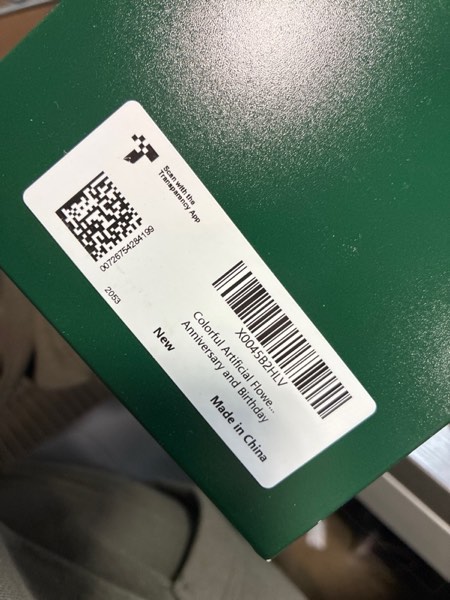 Scan with the
Transparency App
00726754284199
2053
X0045B2HLV
Colorful Artificial Flowe...
Anniversary and Birthday
New
Made in China